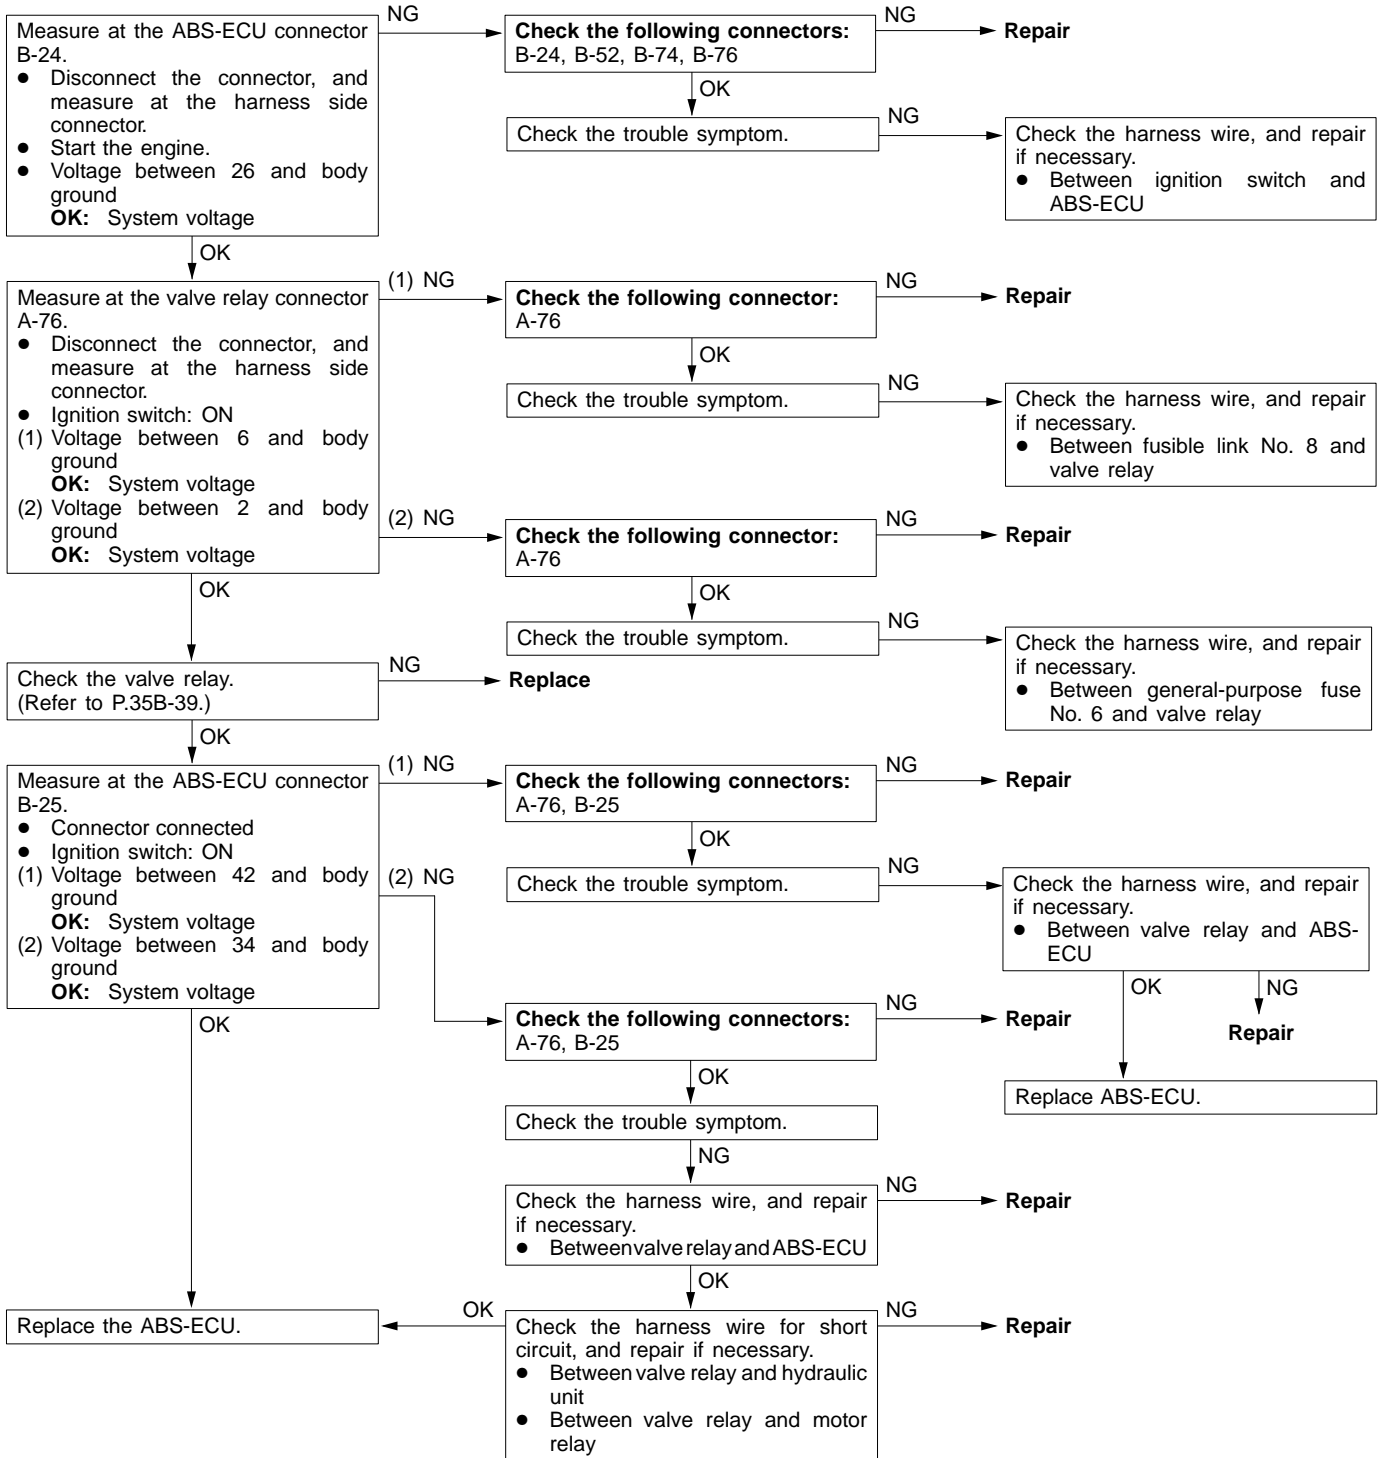 Measure at the ABS-ECU connector
B-24.
● Disconnect the connector, and
measure at the harness side
connector.
● Start the engine.
● Voltage between 26 and body
ground
OK: System voltage
NG
Check the following connectors:
B-24, B-52, B-74, B-76
NG
Repair
OK
Check the trouble symptom.
NG
Check the harness wire, and repair
if necessary.
● Between ignition switch and
ABS-ECU
OK
Measure at the valve relay connector
A-76.
● Disconnect the connector, and
measure at the harness side
connector.
● Ignition switch: ON
(1) Voltage between 6 and body
ground
OK: System voltage
(2) Voltage between 2 and body
ground
OK: System voltage
(1) NG
Check the following connector:
A-76
NG
Repair
OK
Check the trouble symptom.
NG
Check the harness wire, and repair
if necessary.
● Between fusible link No. 8 and
valve relay
(2) NG
Check the following connector:
A-76
NG
Repair
OK
Check the trouble symptom.
NG
Check the harness wire, and repair
if necessary.
● Between general-purpose fuse
No. 6 and valve relay
OK
Check the valve relay.
(Refer to P.35B-39.)
NG
Replace
OK
Measure at the ABS-ECU connector
B-25.
● Connector connected
● Ignition switch: ON
(1) Voltage between 42 and body
ground
OK: System voltage
(2) Voltage between 34 and body
ground
OK: System voltage
(1) NG
Check the following connectors:
A-76, B-25
NG
Repair
OK
Check the trouble symptom.
NG
Check the harness wire, and repair
if necessary.
● Between valve relay and ABS-
ECU
OK
NG
Repair
Replace ABS-ECU.
(2) NG
Check the following connectors:
A-76, B-25
NG
Repair
OK
Check the trouble symptom.
NG
Check the harness wire, and repair
if necessary.
● Between valve relay and ABS-ECU
NG
Repair
OK
Check the harness wire for short
circuit, and repair if necessary.
● Between valve relay and hydraulic
unit
● Between valve relay and motor
relay
NG
Repair
OK
OK
Replace the ABS-ECU.